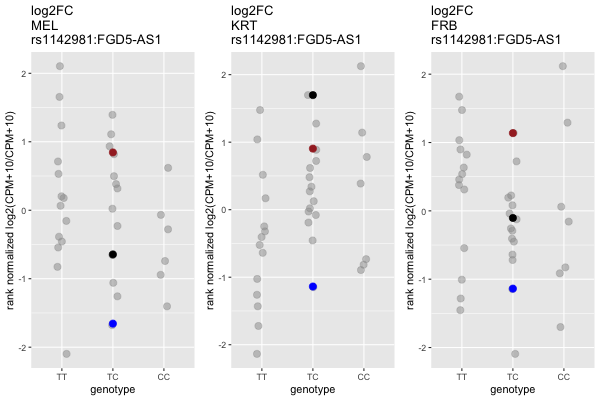 log2FC
MEL
rs1142981:FGD5-AS1
rank normalized log2(CPM+10/CPM+10)
2
1
0
-1
-2
TT
TC
CC
genotype
log2FC
KRT
rs1142981:FGD5-AS1
rank normalized log2(CPM+10/CPM+10)
2
1
0
-1
-2
TT
TC
CC
genotype
log2FC
FRB
rs1142981:FGD5-AS1
rank normalized log2(CPM+10/CPM+10)
2
1
0
-1
-2
TT
TC
CC
genotype